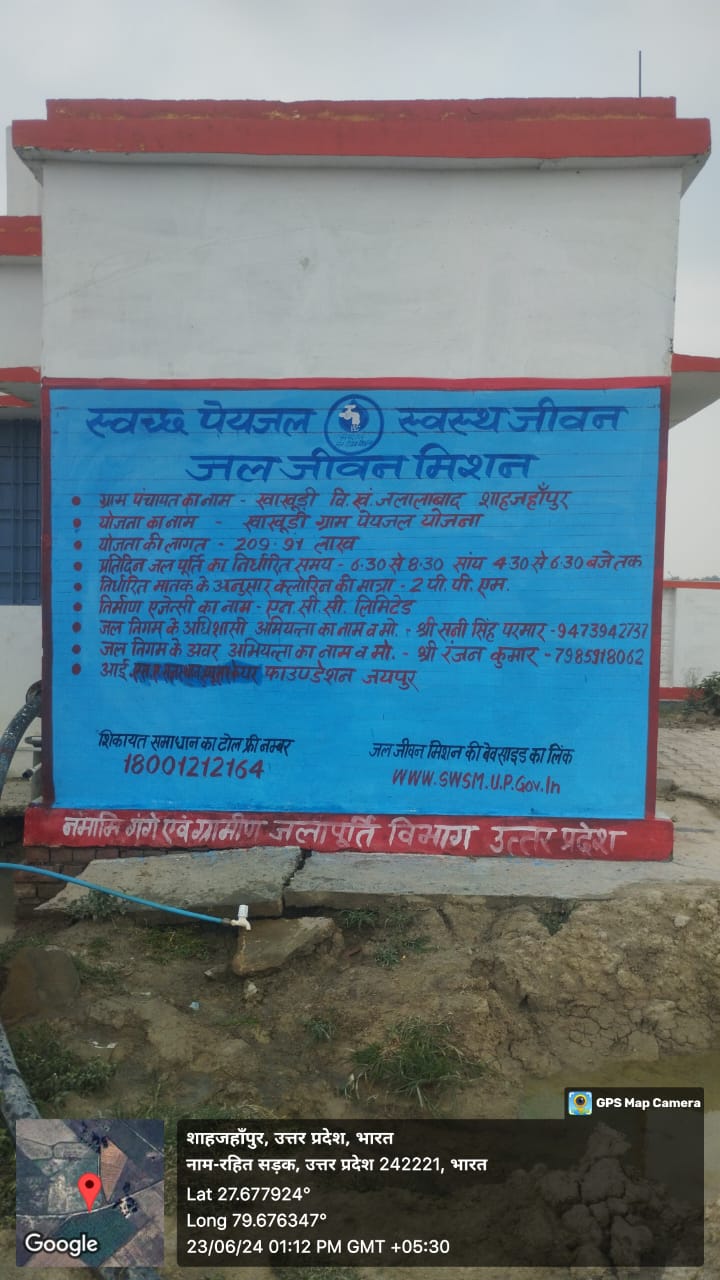 स्वच्छ पेयजल स्वस्थ जीवन
जल जीवन मिशन
ग्राम पंचायत का नाम - खाखूडी वि.खं.जलालाबाद शाहजहाँपुर
योजना का नाम - खाखूडी ग्राम पेयजल योजना
योजना की लागत - 209.91 लाख
प्रतिदिन जल पूर्ति का निर्धारित समय - 6.30 से 8.30 सांय 4.30 से 6.30 बजे तक
निर्धारित मानक के अनुसार क्लोरिन की मात्रा - 2 पी.पी.एम.
निर्माण एजेन्सी का नाम - एन.सी.सी. लिमिटेड
जल निगम के अधिशासी अभियन्ता का नाम व मो. - श्री सनी सिंह परमार - 9473942737
जल निगम के अवर अभियन्ता का नाम व मो. - श्री रंजन कुमार - 7985918062
आई. फाउण्डेशन जयपुर
शिकायत समाधान का टोल फ्री नम्बर
18001212164
जल जीवन मिशन की बेवसाइड का लिंक
WWW.SWSM.U.P.Gov.In
नमामि गंगे एवं ग्रामीण जलापूर्ति विभाग उत्तर प्रदेश
GPS Map Camera
शाहजहाँपुर, उत्तर प्रदेश, भारत
नाम-रहित सड़क, उत्तर प्रदेश 242221, भारत
Lat 27.677924°
Long 79.676347°
23/06/24 01:12 PM GMT +05:30
Google